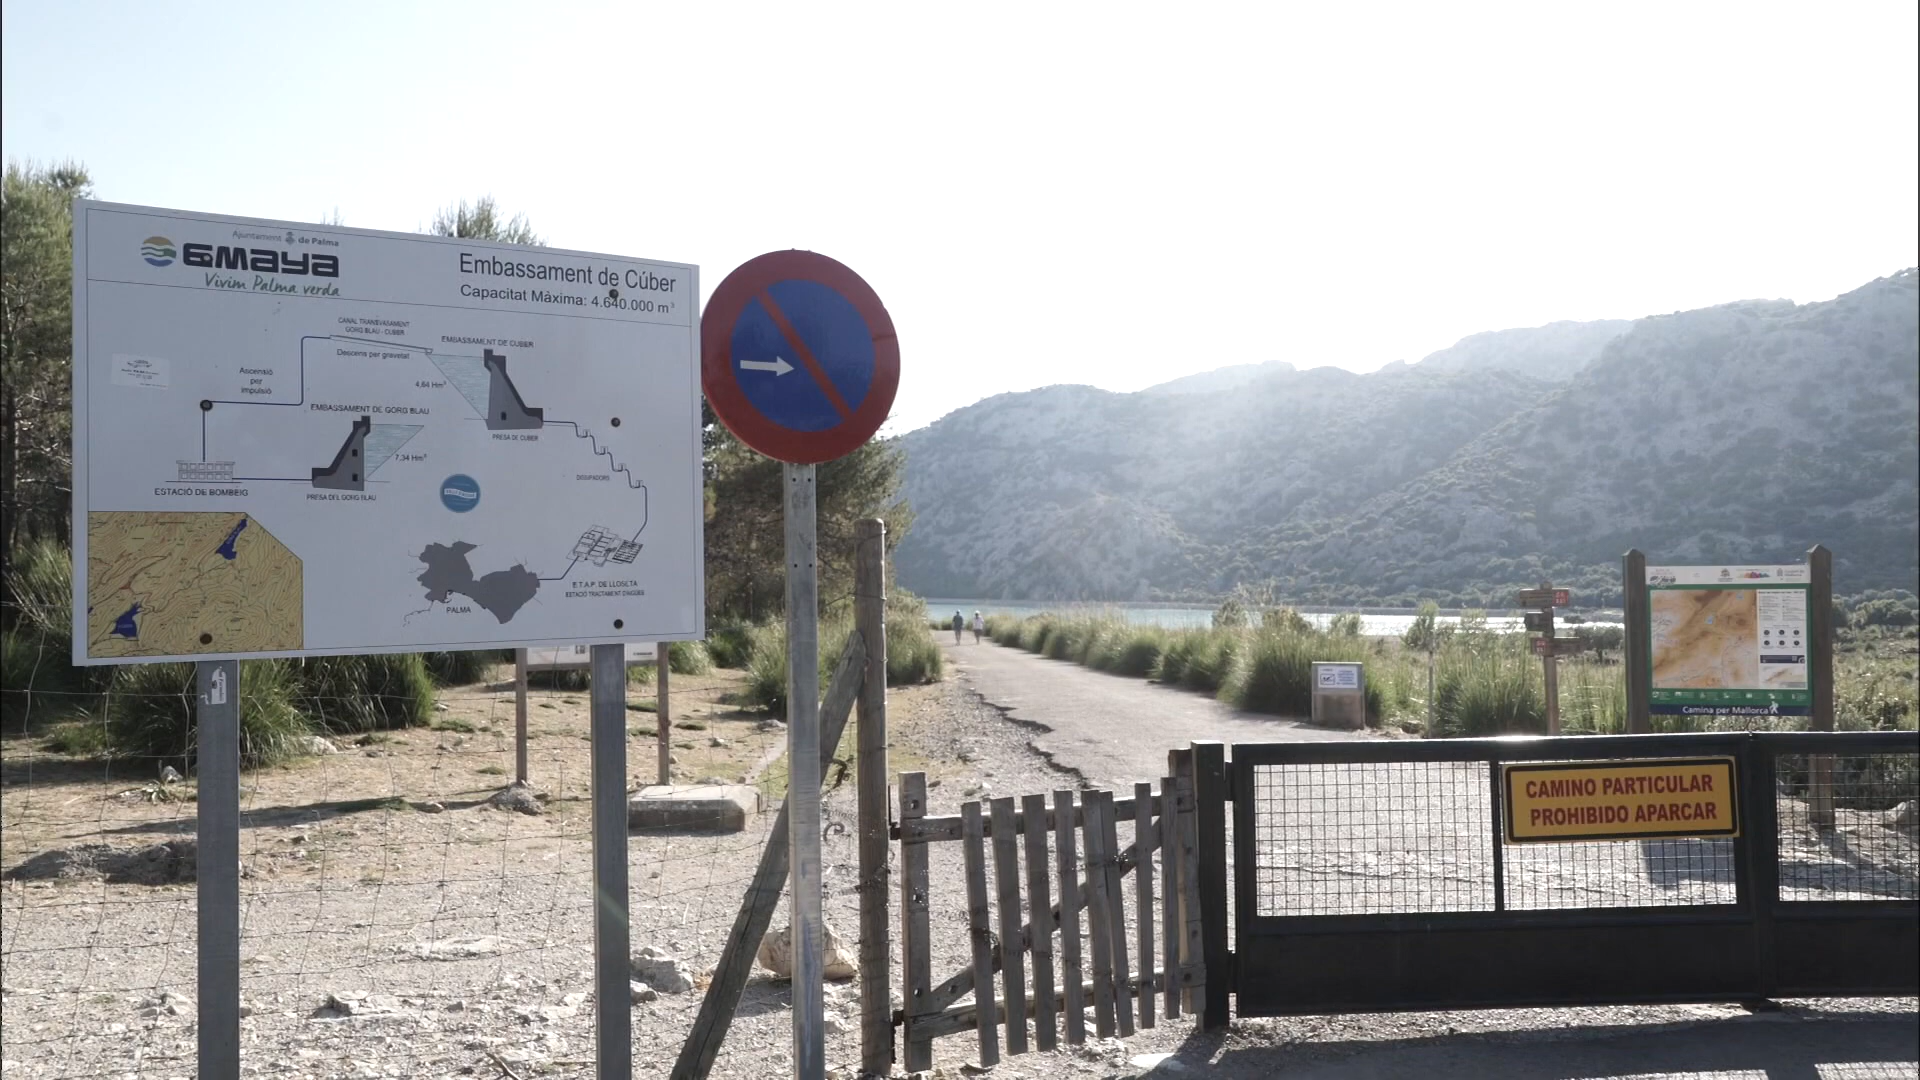 Ajuntament de Palma
emaya
Vivim Palma verda
Embassament de Cúber
Capacitat Màxima: 4.640.000 m³
CANAL TRANSVASAMENT
GORG BLAU - CUBER
Descens per gravetat
EMBASSAMENT DE CUBER
4,64 Hm³
PRESA DE CUBER
Ascensió
per
impulsió
EMBASSAMENT DE GORG BLAU
7,34 Hm³
ESTACIÓ DE BOMBEIG
PRESA DEL GORG BLAU
DISSIPADORS
E.T.A.P. DE LLOSETA
ESTACIÓ TRACTAMENT D'AIGÜES
PALMA
Camina per Mallorca
CAMINO PARTICULAR
PROHIBIDO APARCAR